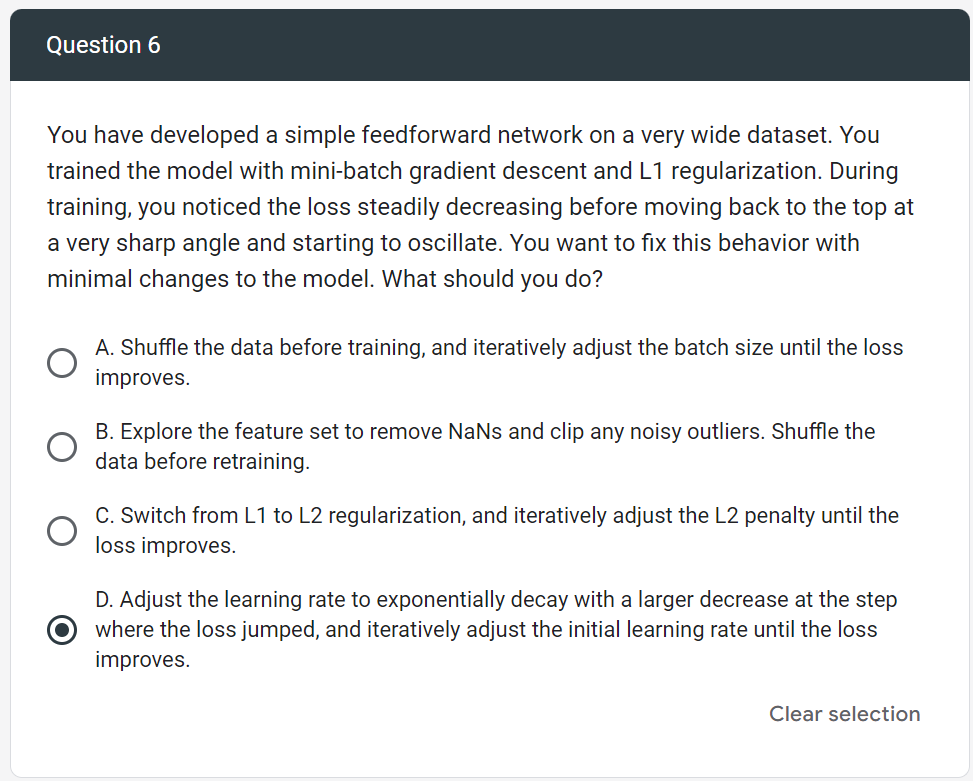 Question 6
You have developed a simple feedforward network on a very wide dataset. You
trained the model with mini-batch gradient descent and L1 regularization. During
training, you noticed the loss steadily decreasing before moving back to the top at
a very sharp angle and starting to oscillate. You want to fix this behavior with
minimal changes to the model. What should you do?
A. Shuffle the data before training, and iteratively adjust the batch size until the loss
improves.
B. Explore the feature set to remove NaNs and clip any noisy outliers. Shuffle the
data before retraining.
C. Switch from L1 to L2 regularization, and iteratively adjust the L2 penalty until the
loss improves.
D. Adjust the learning rate to exponentially decay with a larger decrease at the step
where the loss jumped, and iteratively adjust the initial learning rate until the loss
improves.
Clear selection